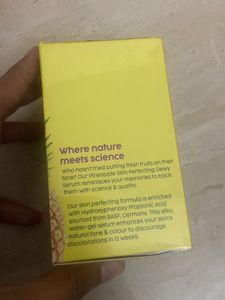 Where nature
meets science
Who hasn't tried putting fresh fruits on their
face? Our Pineapple Skin Perfecting Dewy
Serum reminisces your memories to back
them with science & quality.
Our skin perfecting formula is enriched
with Hydroxyphenoxy Propionic Acid
sourced from BASF, Germany. This silky,
water-gel serum enhances your skin's
natural tone & colour to discourage
discolorations in 12 weeks.